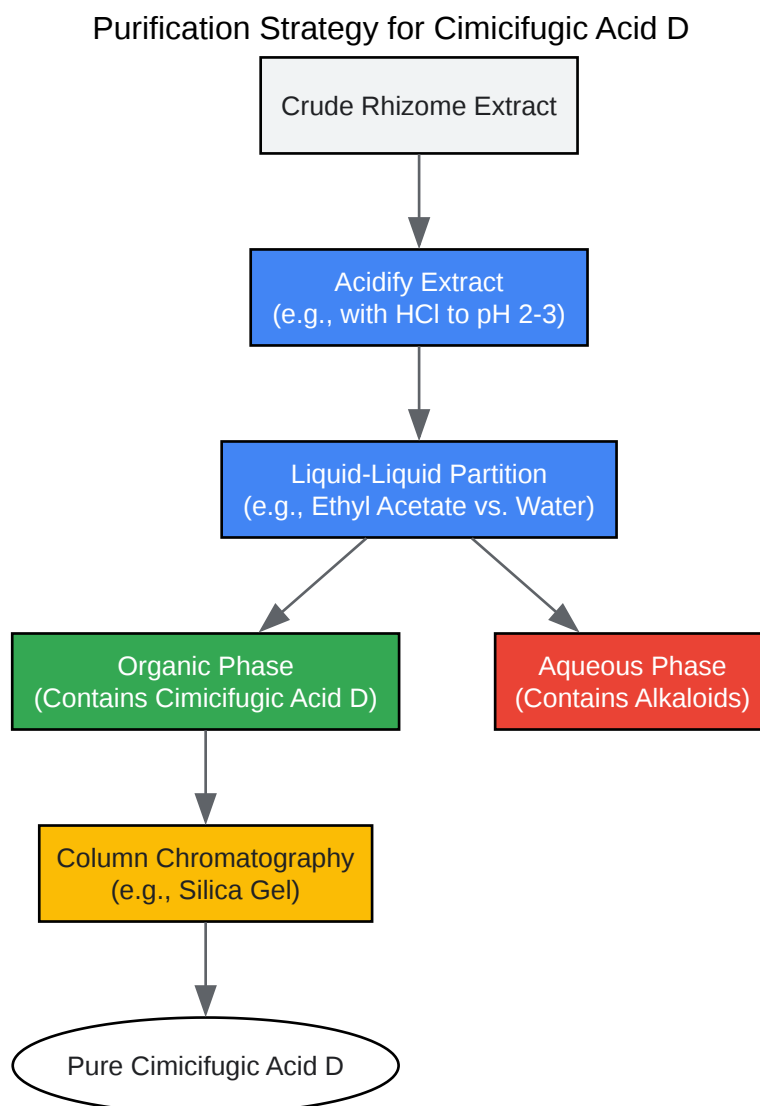 Purification Strategy for Cimicifugic Acid D
Crude Rhizome Extract
Acidify Extract
(e.g., with HCl to pH 2-3)
Liquid-Liquid Partition
(e.g., Ethyl Acetate vs. Water)
Organic Phase
(Contains Cimicifugic Acid D)
Aqueous Phase
(Contains Alkaloids)
Column Chromatography
(e.g., Silica Gel)
Pure Cimicifugic Acid D